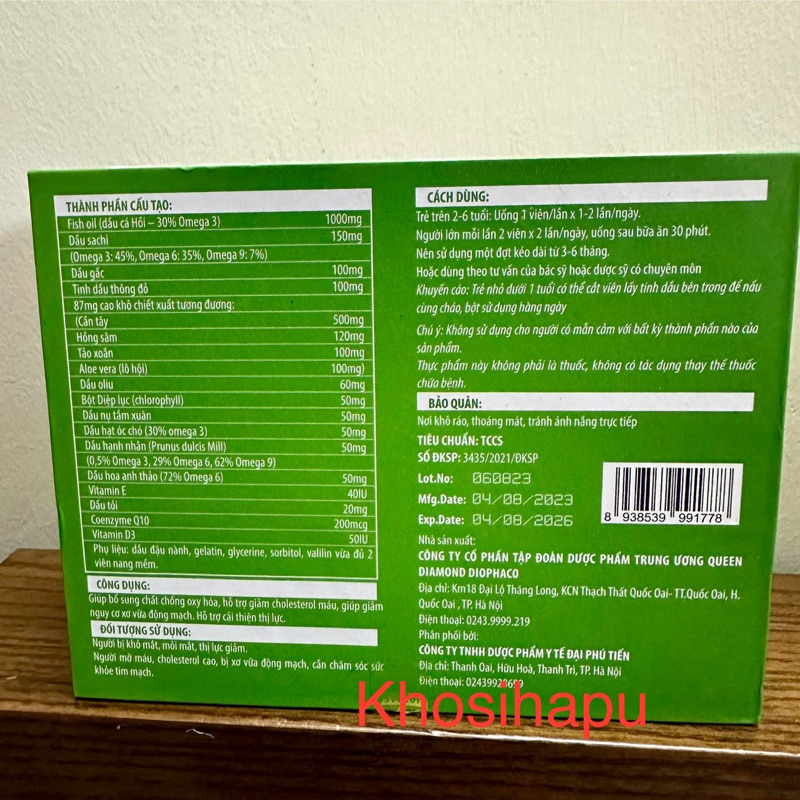 THÀNH PHẦN CẤU TẠO:
Fish oil (dầu cá Hồi – 30% Omega 3) 1000mg
Dầu sachi 150mg
(Omega 3: 45%, Omega 6: 35%, Omega 9: 7%)
Dầu gấc 100mg
Tinh dầu thông đỏ 100mg
87mg cao khô chiết xuất tương đương:
(Cần tây 500mg
Hồng sâm 120mg
Tảo xoắn 100mg
Aloe vera (lô hội) 100mg)
Dầu oliu 60mg
Bột Diệp lục (chlorophyll) 50mg
Dầu nụ tầm xuân 50mg
Dầu hạt óc chó (30% omega 3) 50mg
Dầu hạnh nhân (Prunus dulcis Mill) 50mg
(0,5% Omega 3, 29% Omega 6, 62% Omega 9)
Dầu hoa anh thảo (72% Omega 6) 50mg
Vitamin E 40IU
Dầu tỏi 20mg
Coenzyme Q10 200mcg
Vitamin D3 50IU
Phụ liệu: dầu đậu nành, gelatin, glycerine, sorbitol, valilin vừa đủ 2
viên nang mềm.
CÔNG DỤNG:
Giúp bổ sung chất chống oxy hóa, hỗ trợ giảm cholesterol máu, giúp giảm
nguy cơ xơ vữa động mạch. Hỗ trợ cải thiện thị lực.
ĐỐI TƯỢNG SỬ DỤNG:
Người bị khô mắt, mỏi mắt, thị lực giảm.
Người mỡ máu, cholesterol cao, bị xơ vữa động mạch, cần chăm sóc sức
khỏe tim mạch.
CÁCH DÙNG:
Trẻ trên 2-6 tuổi: Uống 1 viên/lần x 1-2 lần/ngày.
Người lớn mỗi lần 2 viên x 2 lần/ngày, uống sau bữa ăn 30 phút.
Nên sử dụng một đợt kéo dài từ 3-6 tháng.
Hoặc dùng theo tư vấn của bác sỹ hoặc dược sỹ có chuyên môn
Khuyến cáo: Trẻ nhỏ dưới 1 tuổi có thể cắt viên lấy tinh dầu bên trong để nấu
cùng cháo, bột sử dụng hàng ngày
Chú ý: Không sử dụng cho người có mẫn cảm với bất kỳ thành phần nào của
sản phẩm.
Thực phẩm này không phải là thuốc, không có tác dụng thay thế thuốc
chữa bệnh.
BẢO QUẢN:
Nơi khô ráo, thoáng mát, tránh ánh nắng trực tiếp
TIÊU CHUẨN: TCCS
SỐ ĐKSP: 3435/2021/ĐKSP
Lot.No: 060823
Mfg.Date: 04/08/2023
Exp.Date: 04/08/2026
8 938539 991778
Nhà sản xuất:
CÔNG TY CỔ PHẦN TẬP ĐOÀN DƯỢC PHẨM TRUNG ƯƠNG QUEEN
DIAMOND DIOPHACO
Địa chỉ: Km18 Đại Lộ Thăng Long, KCN Thạch Thất Quốc Oai- TT.Quốc Oai, H.
Quốc Oai , TP. Hà Nội
Điện thoại: 0243.9999.219
Phân phối bởi:
CÔNG TY TNHH DƯỢC PHẨM Y TẾ ĐẠI PHÚ TIẾN
Địa chỉ: Thanh Oai, Hữu Hoà, Thanh Trì, TP. Hà Nội
Điện thoại:
Khosihapu